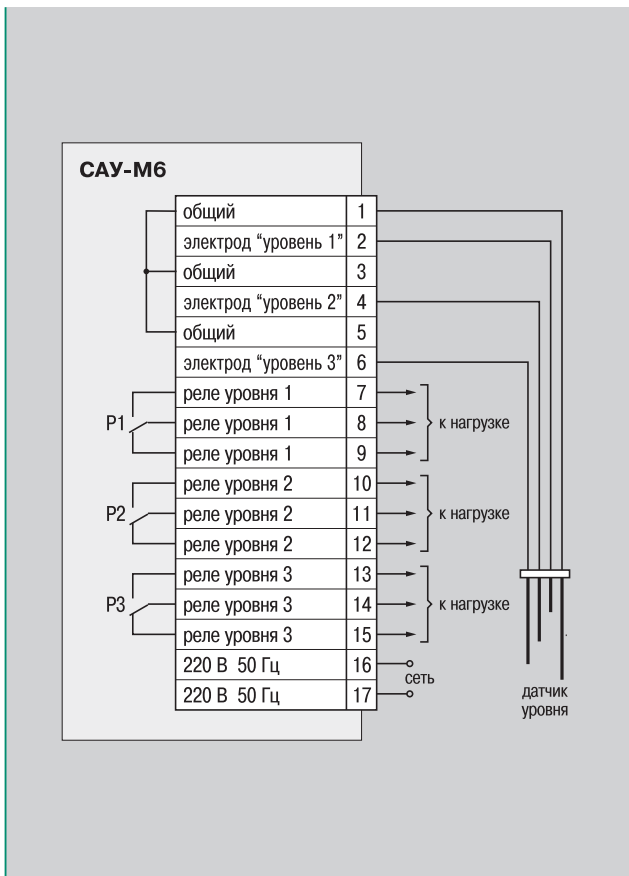 САУ-М6
общий 1
электрод “уровень 1” 2
общий 3
электрод “уровень 2” 4
общий 5
электрод “уровень 3” 6
реле уровня 1 7
P1 реле уровня 1 8 к нагрузке
реле уровня 1 9
реле уровня 2 10
P2 реле уровня 2 11 к нагрузке
реле уровня 2 12
реле уровня 3 13
P3 реле уровня 3 14 к нагрузке
реле уровня 3 15
220 В 50 Гц 16
сеть
220 В 50 Гц 17
датчик
уровня